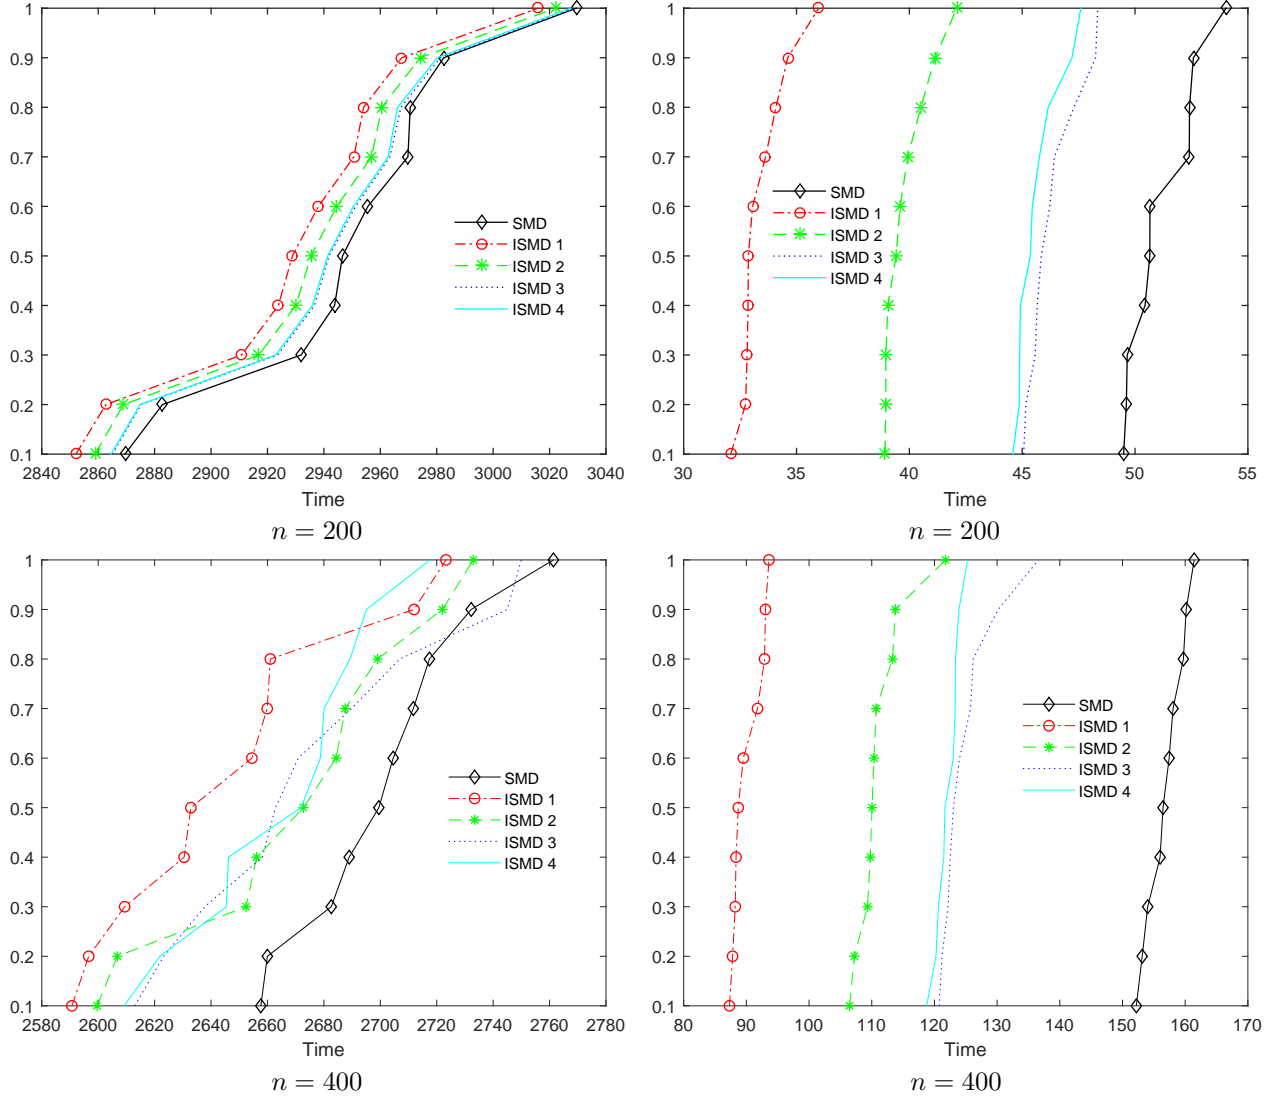 1
0.9
0.8
0.7
0.6
0.5
0.4
0.3
0.2
0.1
2840 2860 2880 2900 2920 2940 2960 2980 3000 3020 3040
Time
SMD
ISMD 1
ISMD 2
ISMD 3
ISMD 4
n = 200
1
0.9
0.8
0.7
0.6
0.5
0.4
0.3
0.2
0.1
30 35 40 45 50 55
Time
SMD
ISMD 1
ISMD 2
ISMD 3
ISMD 4
n = 200
1
0.9
0.8
0.7
0.6
0.5
0.4
0.3
0.2
0.1
2580 2600 2620 2640 2660 2680 2700 2720 2740 2760 2780
Time
SMD
ISMD 1
ISMD 2
ISMD 3
ISMD 4
n = 400
1
0.9
0.8
0.7
0.6
0.5
0.4
0.3
0.2
0.1
80 90 100 110 120 130 140 150 160 170
Time
SMD
ISMD 1
ISMD 2
ISMD 3
ISMD 4
n = 400